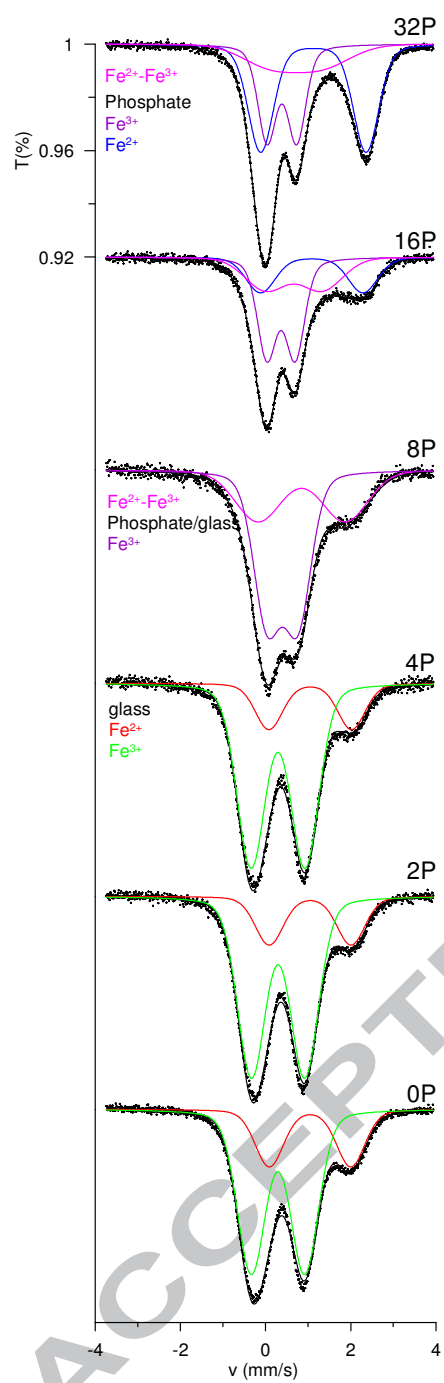 32P
1
Fe²⁺-Fe³⁺
Phosphate
Fe³⁺
Fe²⁺
T(%)
0.96
0.92
16P
8P
Fe²⁺-Fe³⁺
Phosphate/glass
Fe³⁺
4P
glass
Fe²⁺
Fe³⁺
2P
0P
ACCEPTE
-4 -2 0 2 4
v (mm/s)